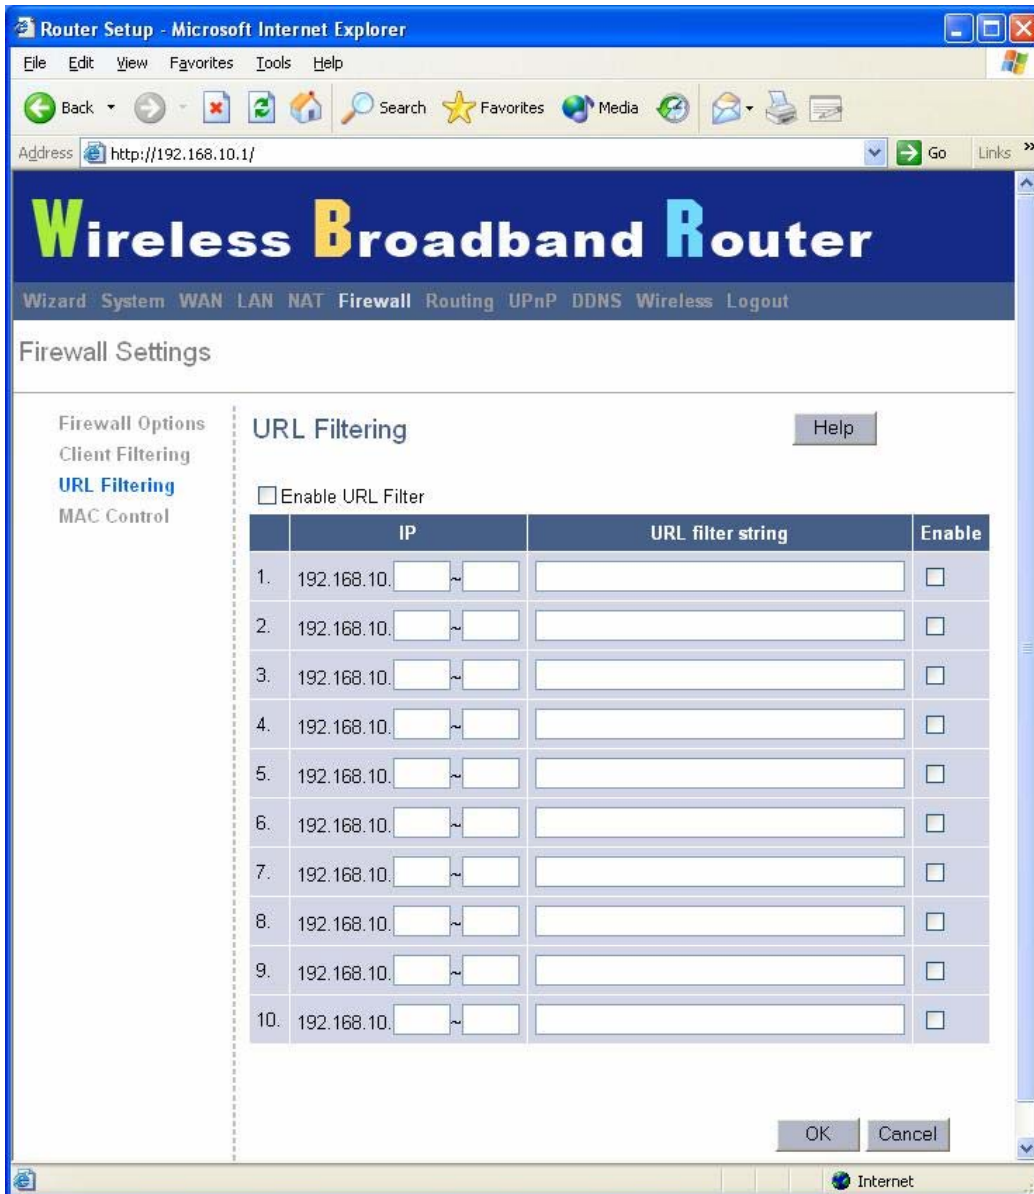 Router Setup - Microsoft Internet Explorer
File Edit View Favorites Tools Help
Back Search Favorites Media
Address http://192.168.10.1/ Go Links »
Wireless Broadband Router
Wizard System WAN LAN NAT Firewall Routing UPnP DDNS Wireless Logout
Firewall Settings
Firewall Options
Client Filtering
URL Filtering
MAC Control
URL Filtering Help
Enable URL Filter
IP URL filter string Enable
1. 192.168.10. ~
2. 192.168.10. ~
3. 192.168.10. ~
4. 192.168.10. ~
5. 192.168.10. ~
6. 192.168.10. ~
7. 192.168.10. ~
8. 192.168.10. ~
9. 192.168.10. ~
10. 192.168.10. ~
OK Cancel
Internet